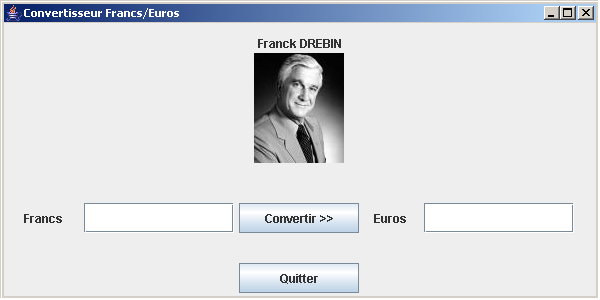 Convertisseur Francs/Euros
Franck DREBIN
Francs Convertir >> Euros
Quitter